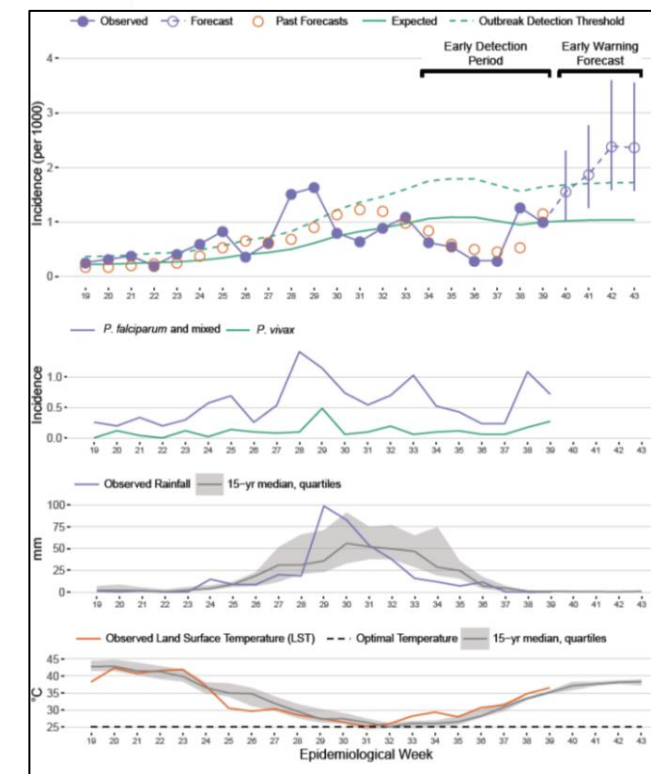 Observed Forecast Past Forecasts Expected Outbreak Detection Threshold
Early Detection Period
Early Warning Forecast
Incidence (per 1000)
4
3
2
1
0
19 20 21 22 23 24 25 26 27 28 29 30 31 32 33 34 35 36 37 38 39 40 41 42 43
P. falciparum and mixed P. vivax
Incidence
1.0
0.5
0.0
19 20 21 22 23 24 25 26 27 28 29 30 31 32 33 34 35 36 37 38 39 40 41 42 43
Observed Rainfall 15-yr median, quartiles
mm
100
75
50
25
0
19 20 21 22 23 24 25 26 27 28 29 30 31 32 33 34 35 36 37 38 39 40 41 42 43
Observed Land Surface Temperature (LST) Optimal Temperature 15-yr median, quartiles
°C
45
40
35
30
25
19 20 21 22 23 24 25 26 27 28 29 30 31 32 33 34 35 36 37 38 39 40 41 42 43
Epidemiological Week